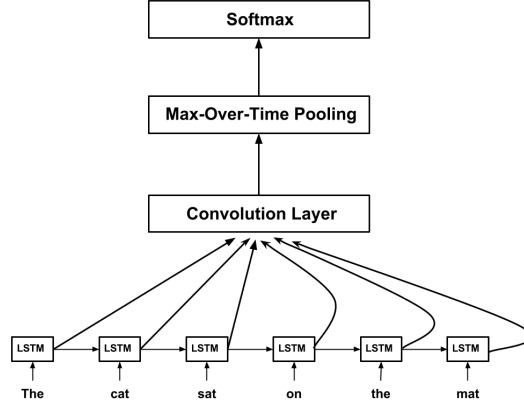 Softmax
Max-Over-Time Pooling
Convolution Layer
LSTM LSTM LSTM LSTM LSTM LSTM
The cat sat on the mat